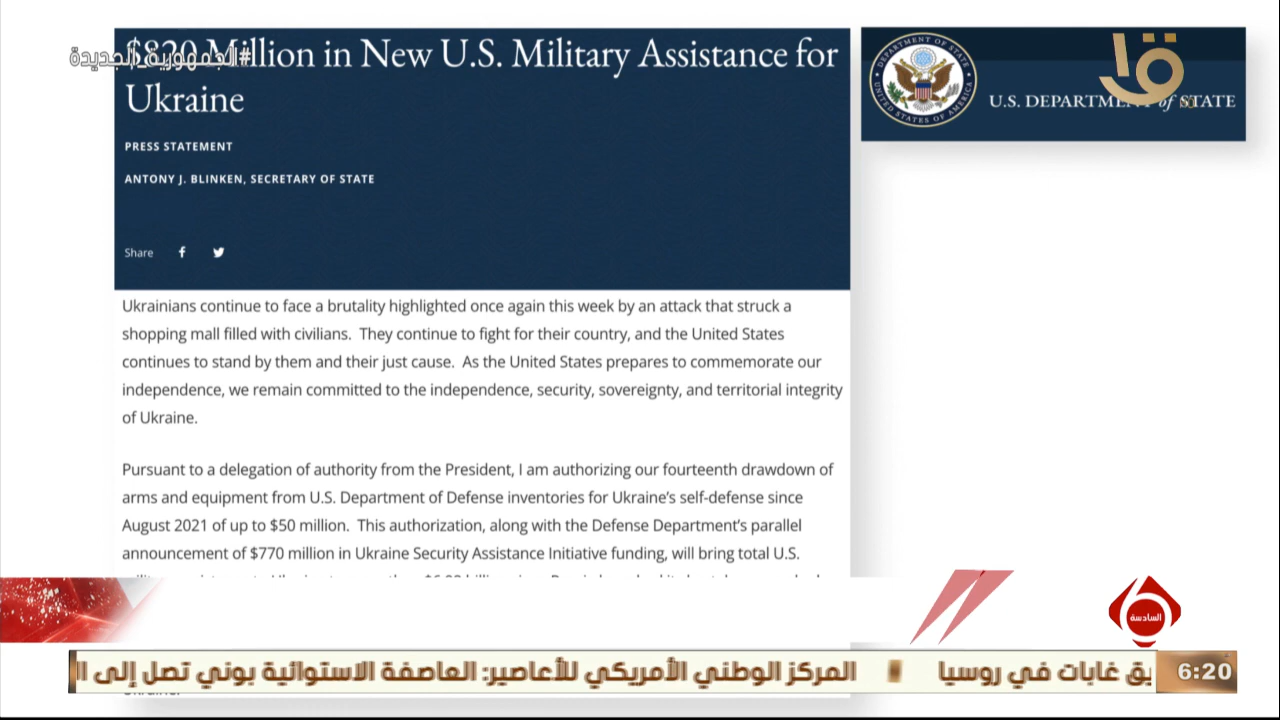 #الجمهورية_الجديدة
$820 Million in New U.S. Military Assistance for
Ukraine
PRESS STATEMENT
ANTONY J. BLINKEN, SECRETARY OF STATE
Share
DEPARTMENT OF STATE
UNITED STATES OF AMERICA
U.S. DEPARTMENT of STATE
Ukrainians continue to face a brutality highlighted once again this week by an attack that struck a
shopping mall filled with civilians. They continue to fight for their country, and the United States
continues to stand by them and their just cause. As the United States prepares to commemorate our
independence, we remain committed to the independence, security, sovereignty, and territorial integrity
of Ukraine.
Pursuant to a delegation of authority from the President, I am authorizing our fourteenth drawdown of
arms and equipment from U.S. Department of Defense inventories for Ukraine's self-defense since
August 2021 of up to $50 million. This authorization, along with the Defense Department's parallel
announcement of $770 million in Ukraine Security Assistance Initiative funding, will bring total U.S.
السادسة
6:20
يق غابات في روسيا
المركز الوطني الأمريكي للأعاصير: العاصفة الاستوائية بوني تصل إلى ال